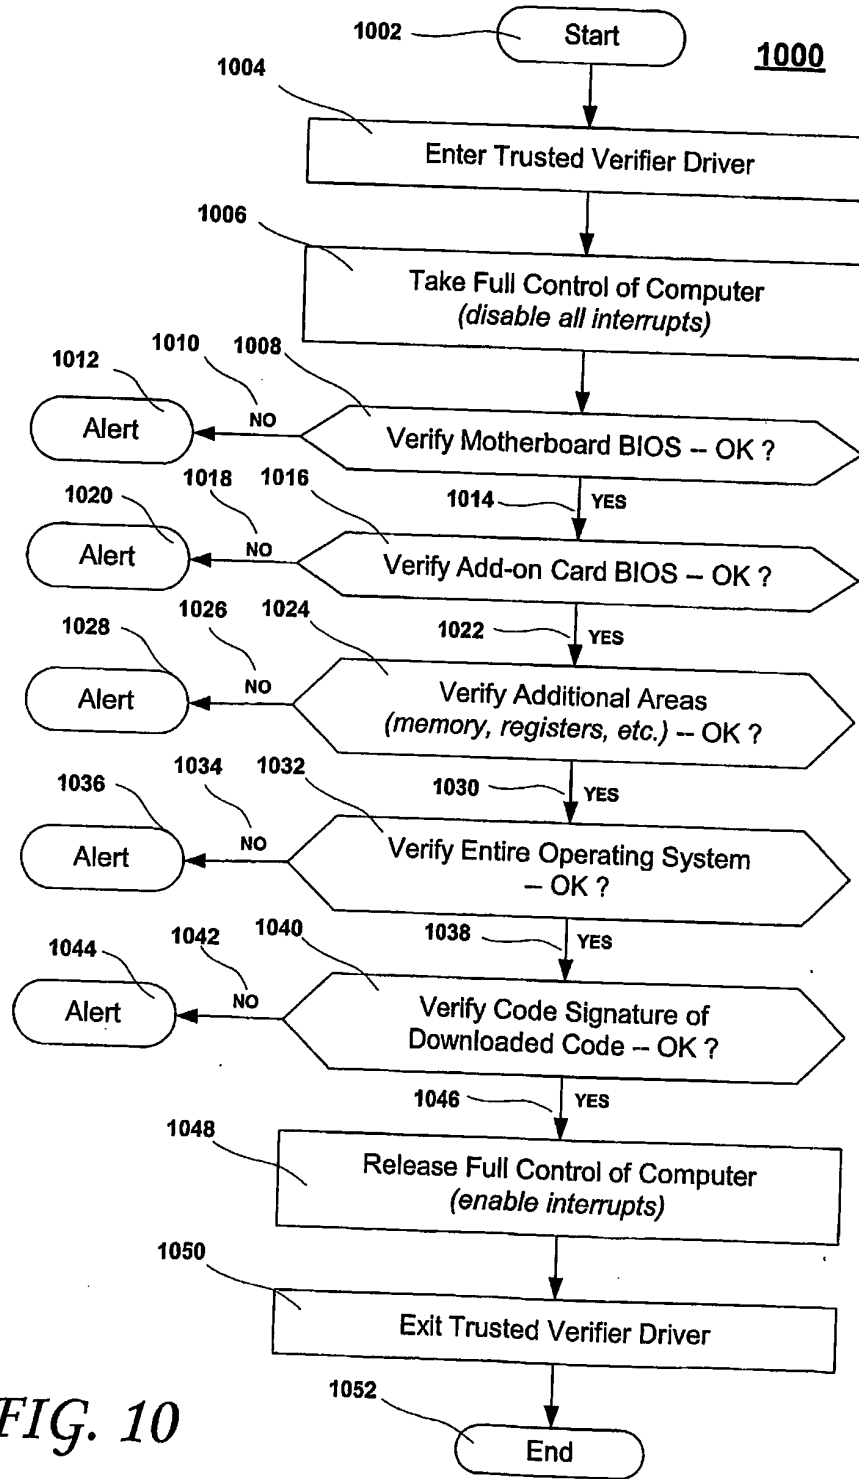 1002
Start
1000
1004
Enter Trusted Verifier Driver
1006
Take Full Control of Computer
(disable all interrupts)
1012
1010
1008
Alert
NO
Verify Motherboard BIOS -- OK ?
1014
YES
1020
1018
1016
Alert
NO
Verify Add-on Card BIOS -- OK ?
1022
YES
1028
1026
1024
Alert
NO
Verify Additional Areas
(memory, registers, etc.) -- OK ?
1030
YES
1036
1034
1032
Alert
NO
Verify Entire Operating System
-- OK ?
1038
YES
1044
1042
1040
Alert
NO
Verify Code Signature of
Downloaded Code -- OK ?
1046
YES
1048
Release Full Control of Computer
(enable interrupts)
1050
Exit Trusted Verifier Driver
1052
End
FIG. 10